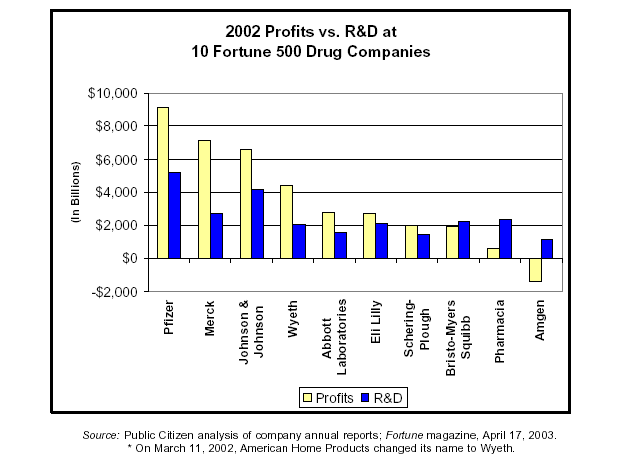 2002 Profits vs. R&D at
10 Fortune 500 Drug Companies
(In Billions)
$10,000
$8,000
$6,000
$4,000
$2,000
$0
-$2,000
Pfizer
Merck
Johnson &
Johnson
Wyeth
Abbott
Laboratories
Eli Lilly
Schering-
Plough
Bristo-Myers
Squibb
Pharmacia
Amgen
Profits R&D
Source: Public Citizen analysis of company annual reports; Fortune magazine, April 17, 2003.
* On March 11, 2002, American Home Products changed its name to Wyeth.